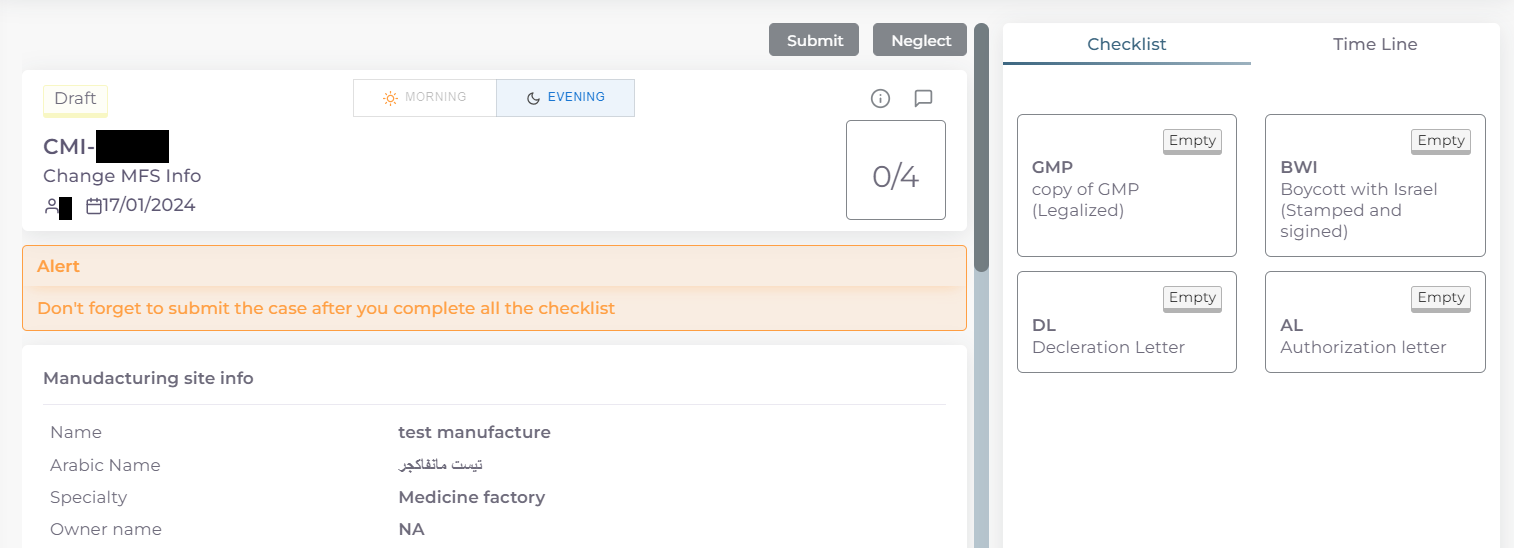 Submit
Neglect
Draft
MORNING
EVENING
CMI-
Change MFS Info
17/01/2024
0/4
Alert
Don't forget to submit the case after you complete all the checklist
Manudacturing site info
Name
test manufacture
Arabic Name
تيست مانفاكجر
Specialty
Medicine factory
Owner name
NA
Checklist
Time Line
Empty
GMP
copy of GMP
(Legalized)
Empty
BWI
Boycott with Israel
(Stamped and
sigined)
Empty
DL
Decleration Letter
Empty
AL
Authorization letter